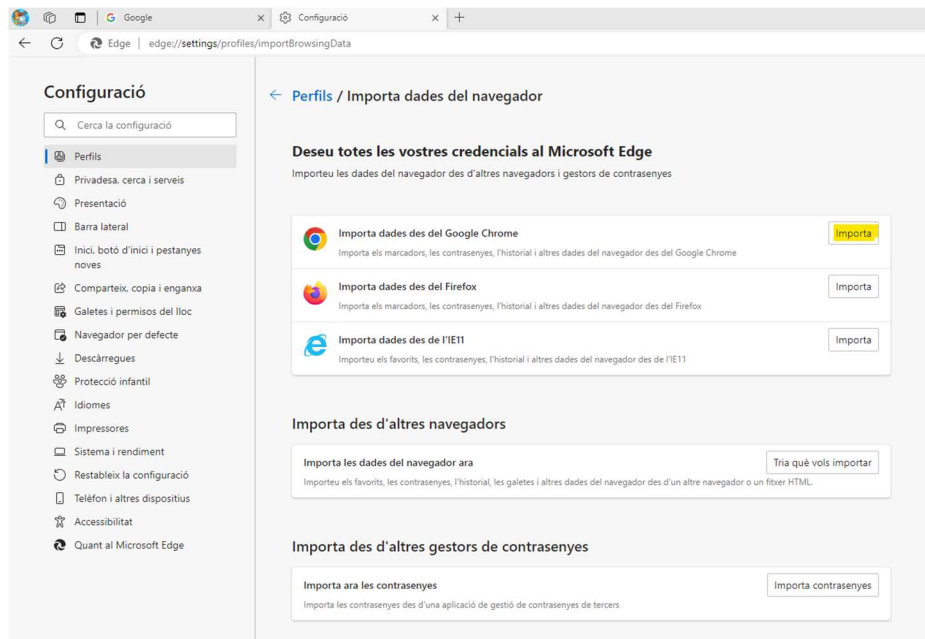 Google
Configuració
Edge | edge://settings/profiles/importBrowsingData
Configuració
Cerca la configuració
Perfils
Privadesa, cerca i serveis
Presentació
Barra lateral
Inici, botó d'inici i pestanyes
noves
Comparteix, copia i enganxa
Galetes i permisos del lloc
Navegador per defecte
Descàrregues
Protecció infantil
Idiomes
Impressores
Sistema i rendiment
Restableix la configuració
Telèfon i altres dispositius
Accessibilitat
Quant al Microsoft Edge
Perfils / Importa dades del navegador
Deseu totes les vostres credencials al Microsoft Edge
Importeu les dades del navegador des d'altres navegadors i gestors de contrasenyes
Importa dades des del Google Chrome
Importa els marcadors, les contrasenyes, l'historial i altres dades del navegador des del Google Chrome
Importa
Importa dades des del Firefox
Importa els marcadors, les contrasenyes, l'historial i altres dades del navegador des del Firefox
Importa
Importa dades des de l'IE11
Importeu els favorits, les contrasenyes, l'historial i altres dades del navegador des de l'IE11
Importa
Importa des d'altres navegadors
Importa les dades del navegador ara
Importeu els favorits, les contrasenyes, l'historial, les galetes i altres dades del navegador des d'un altre navegador o un fitxer HTML.
Tria què vols importar
Importa des d'altres gestors de contrasenyes
Importa ara les contrasenyes
Importa les contrasenyes des d'una aplicació de gestió de contrasenyes de tercers
Importa contrasenyes